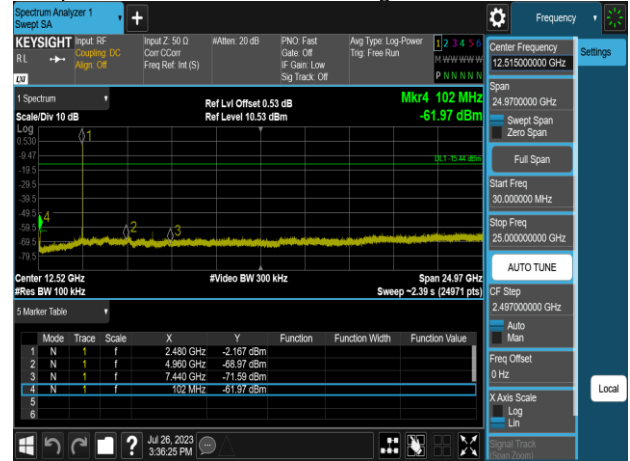 Spectrum Analyzer 1
Swept SA
+
Frequency
KEYSIGHT
RL
LXI
Input: RF
Coupling: DC
Align: Off
Input Z: 50 Ω
Corr CCorr
Freq Ref: Int (S)
#Atten: 20 dB
PNO: Fast
Gate: Off
IF Gain: Low
Sig Track: Off
Avg Type: Log-Power
Trig: Free Run
1 2 3 4 5 6
M W W W W W
P N N N N N
1 Spectrum
Scale/Div 10 dB
Ref Lvl Offset 0.53 dB
Ref Level 10.53 dBm
Mkr4 102 MHz
-61.97 dBm
Log
0.530
-9.47
-19.5
-29.5
-39.5
-49.5
-59.5
-69.5
-79.5
1
2
3
4
DL1 -15.44 dBm
Center 12.52 GHz
#Res BW 100 kHz
#Video BW 300 kHz
Span 24.97 GHz
Sweep ~2.39 s (24971 pts)
5 Marker Table
Mode Trace Scale X Y Function Function Width Function Value
1 N 1 f 2.480 GHz -2.167 dBm
2 N 1 f 4.960 GHz -68.97 dBm
3 N 1 f 7.440 GHz -71.59 dBm
4 N 1 f 102 MHz -61.97 dBm
5
6
?
Jul 26, 2023
3:36:25 PM
Center Frequency
12.515000000 GHz
Settings
Span
24.9700000 GHz
Swept Span
Zero Span
Full Span
Start Freq
30.000000 MHz
Stop Freq
25.000000000 GHz
AUTO TUNE
CF Step
2.497000000 GHz
Auto
Man
Freq Offset
0 Hz
X Axis Scale
Log
Lin
Local
Signal Track
(Span Zoom)